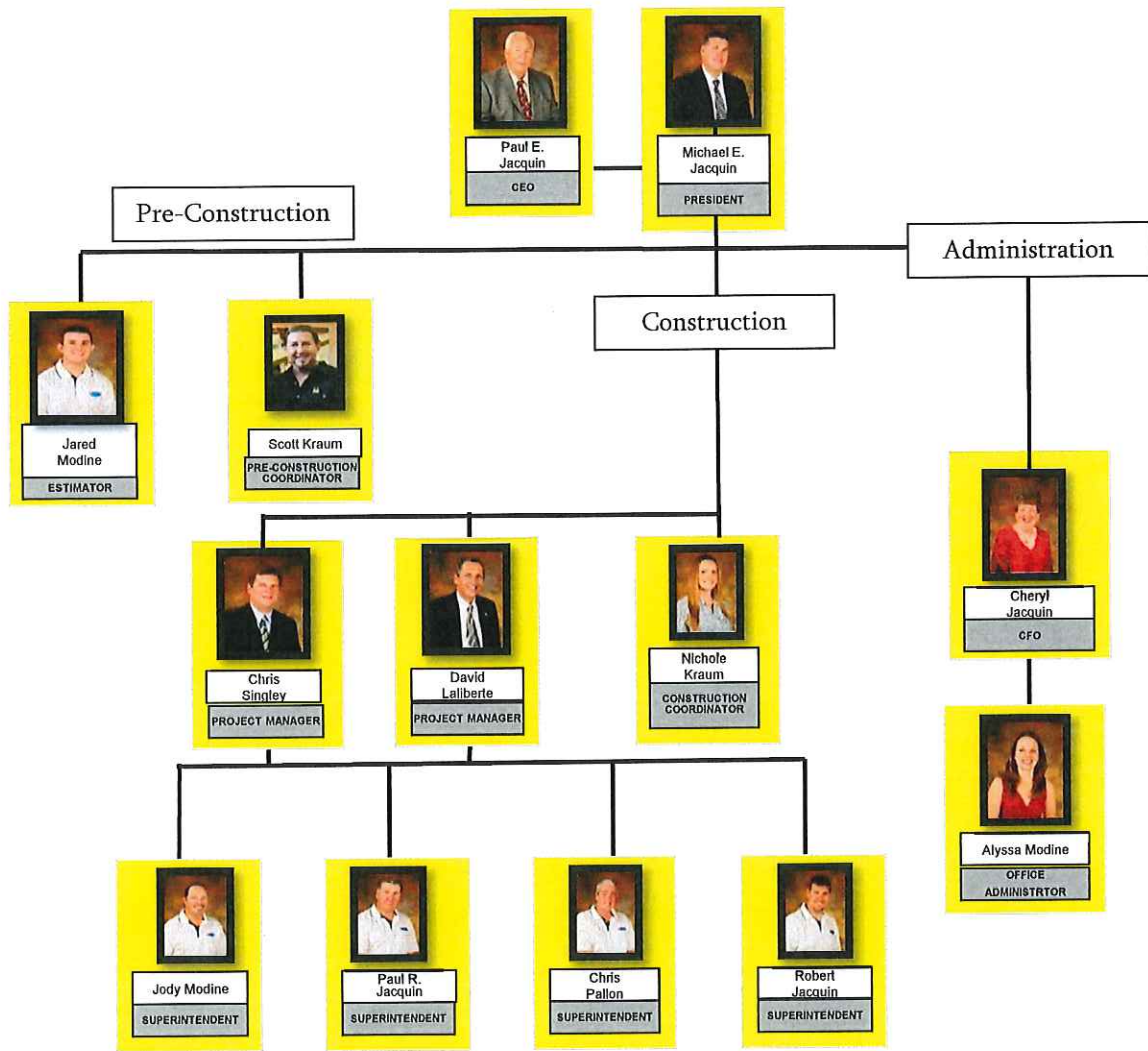 Paul E.
Jacquin
CEO
Michael E.
Jacquin
PRESIDENT
Pre-Construction
Administration
Construction
Jared
Modine
ESTIMATOR
Scott Kraum
PRE-CONSTRUCTION
COORDINATOR
Chris
Singley
PROJECT MANAGER
David
Laliberte
PROJECT MANAGER
Nichole
Kraum
CONSTRUCTION
COORDINATOR
Cheryl
Jacquin
CFO
Alyssa Modine
OFFICE
ADMINISTRTOR
Jody Modine
SUPERINTENDENT
Paul R.
Jacquin
SUPERINTENDENT
Chris
Pallon
SUPERINTENDENT
Robert
Jacquin
SUPERINTENDENT